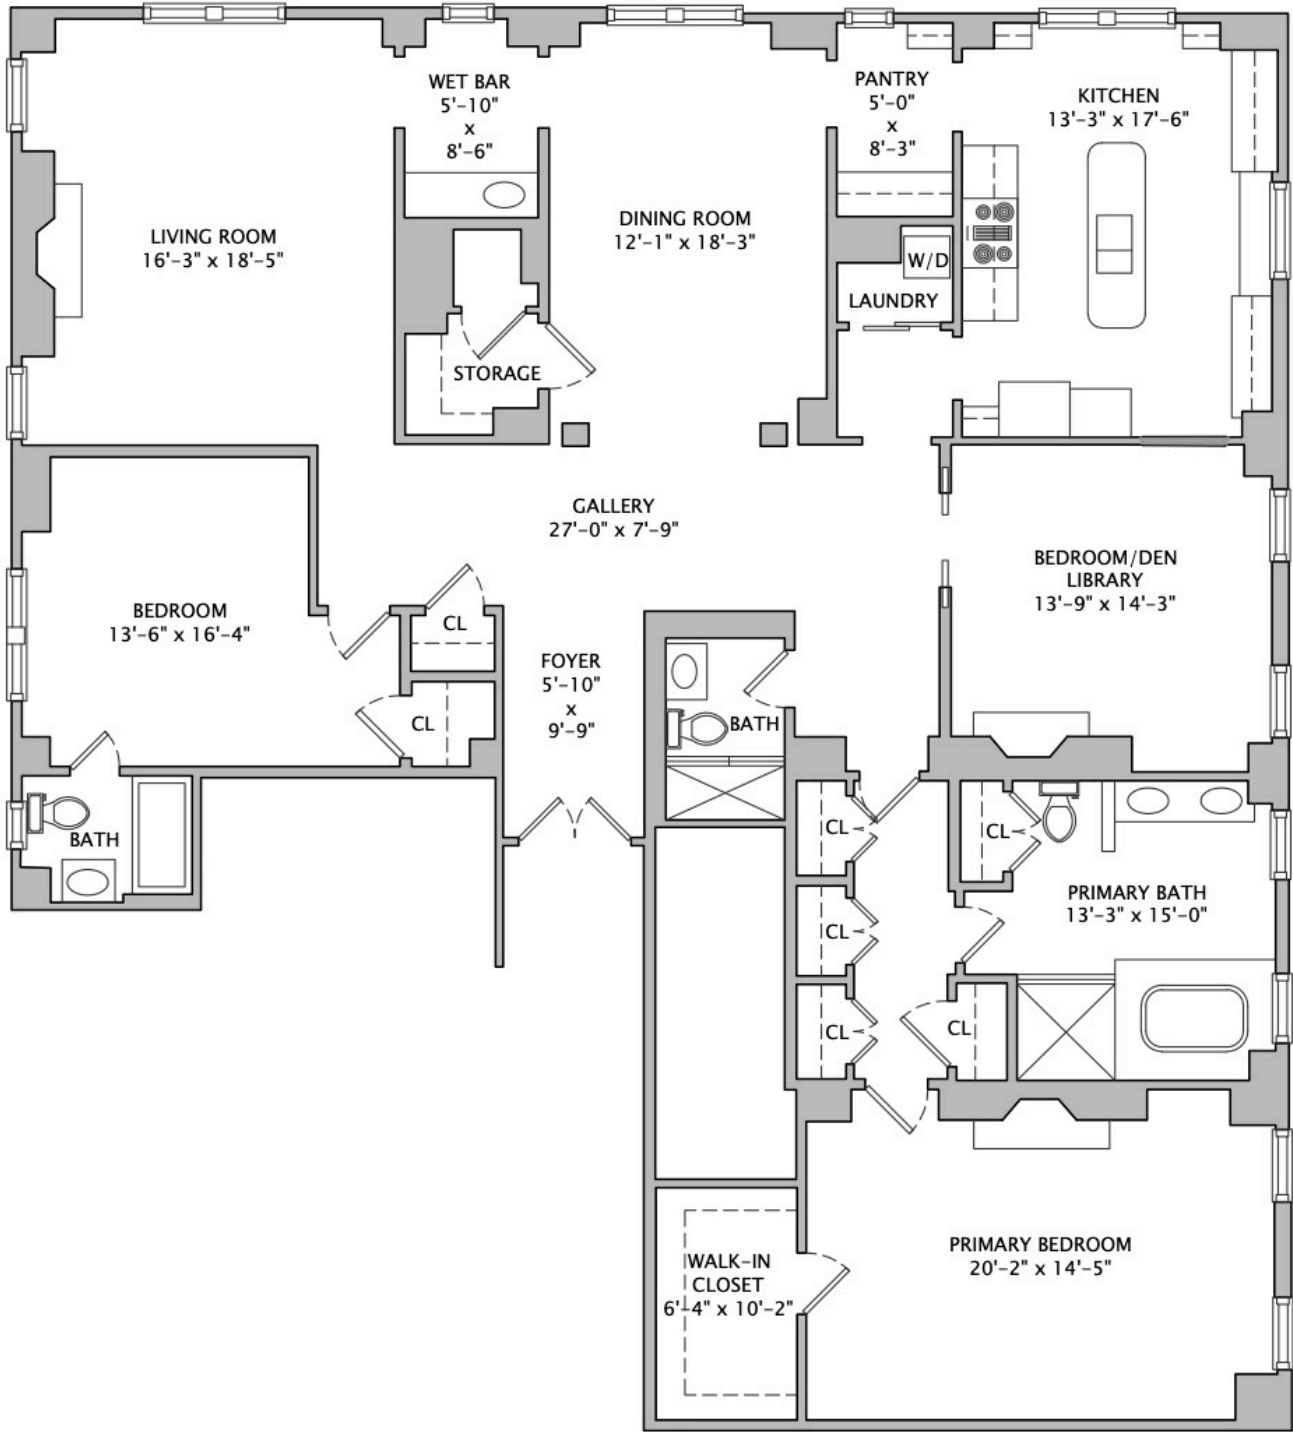 WET BAR
5'-10"
x
8'-6"
PANTRY
5'-0"
x
8'-3"
KITCHEN
13'-3" x 17'-6"
LIVING ROOM
16'-3" x 18'-5"
DINING ROOM
12'-1" x 18'-3"
W/D
LAUNDRY
STORAGE
GALLERY
27'-0" x 7'-9"
BEDROOM/DEN
LIBRARY
13'-9" x 14'-3"
BEDROOM
13'-6" x 16'-4"
CL
CL
FOYER
5'-10"
x
9'-9"
BATH
BATH
CL
CL
PRIMARY BATH
13'-3" x 15'-0"
CL
CL
CL
PRIMARY BEDROOM
20'-2" x 14'-5"
WALK-IN
CLOSET
6'-4" x 10'-2"